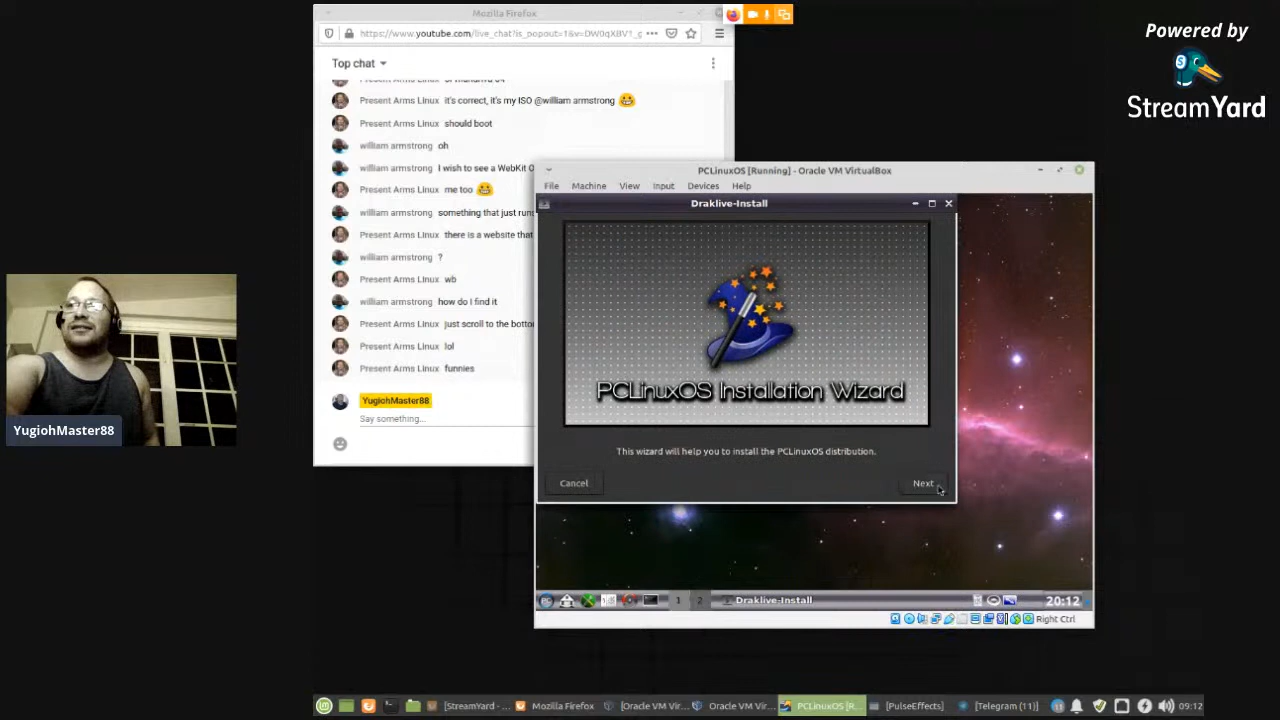 Mozilla Firefox
https://www.youtube.com/live_chat?is_popout=1&v=DW0qXBV1_g
Top chat
Present Arms Linux it's correct, it's my ISO @william armstrong
Present Arms Linux should boot
william armstrong oh
william armstrong I wish to see a WebKit O
Present Arms Linux me too
william armstrong something that just runs
Present Arms Linux there is a website that
william armstrong ?
Present Arms Linux wb
william armstrong how do I find it
Present Arms Linux just scroll to the botto
Present Arms Linux lol
Present Arms Linux funnies
YugiohMaster88
Say something...
Powered by
StreamYard
PCLinuxOS [Running] - Oracle VM VirtualBox
File Machine View Input Devices Help
Draklive-Install
PCLinuxOS Installation Wizard
This wizard will help you to install the PCLinuxOS distribution.
Cancel Next
1 2 Draklive-Install 20:12
Right Ctrl
YugiohMaster88
[StreamYard - ... Mozilla Firefox [Oracle VM Vir... Oracle VM Vir... PCLinuxOS [R... [PulseEffects] [Telegram (11)] 09:12